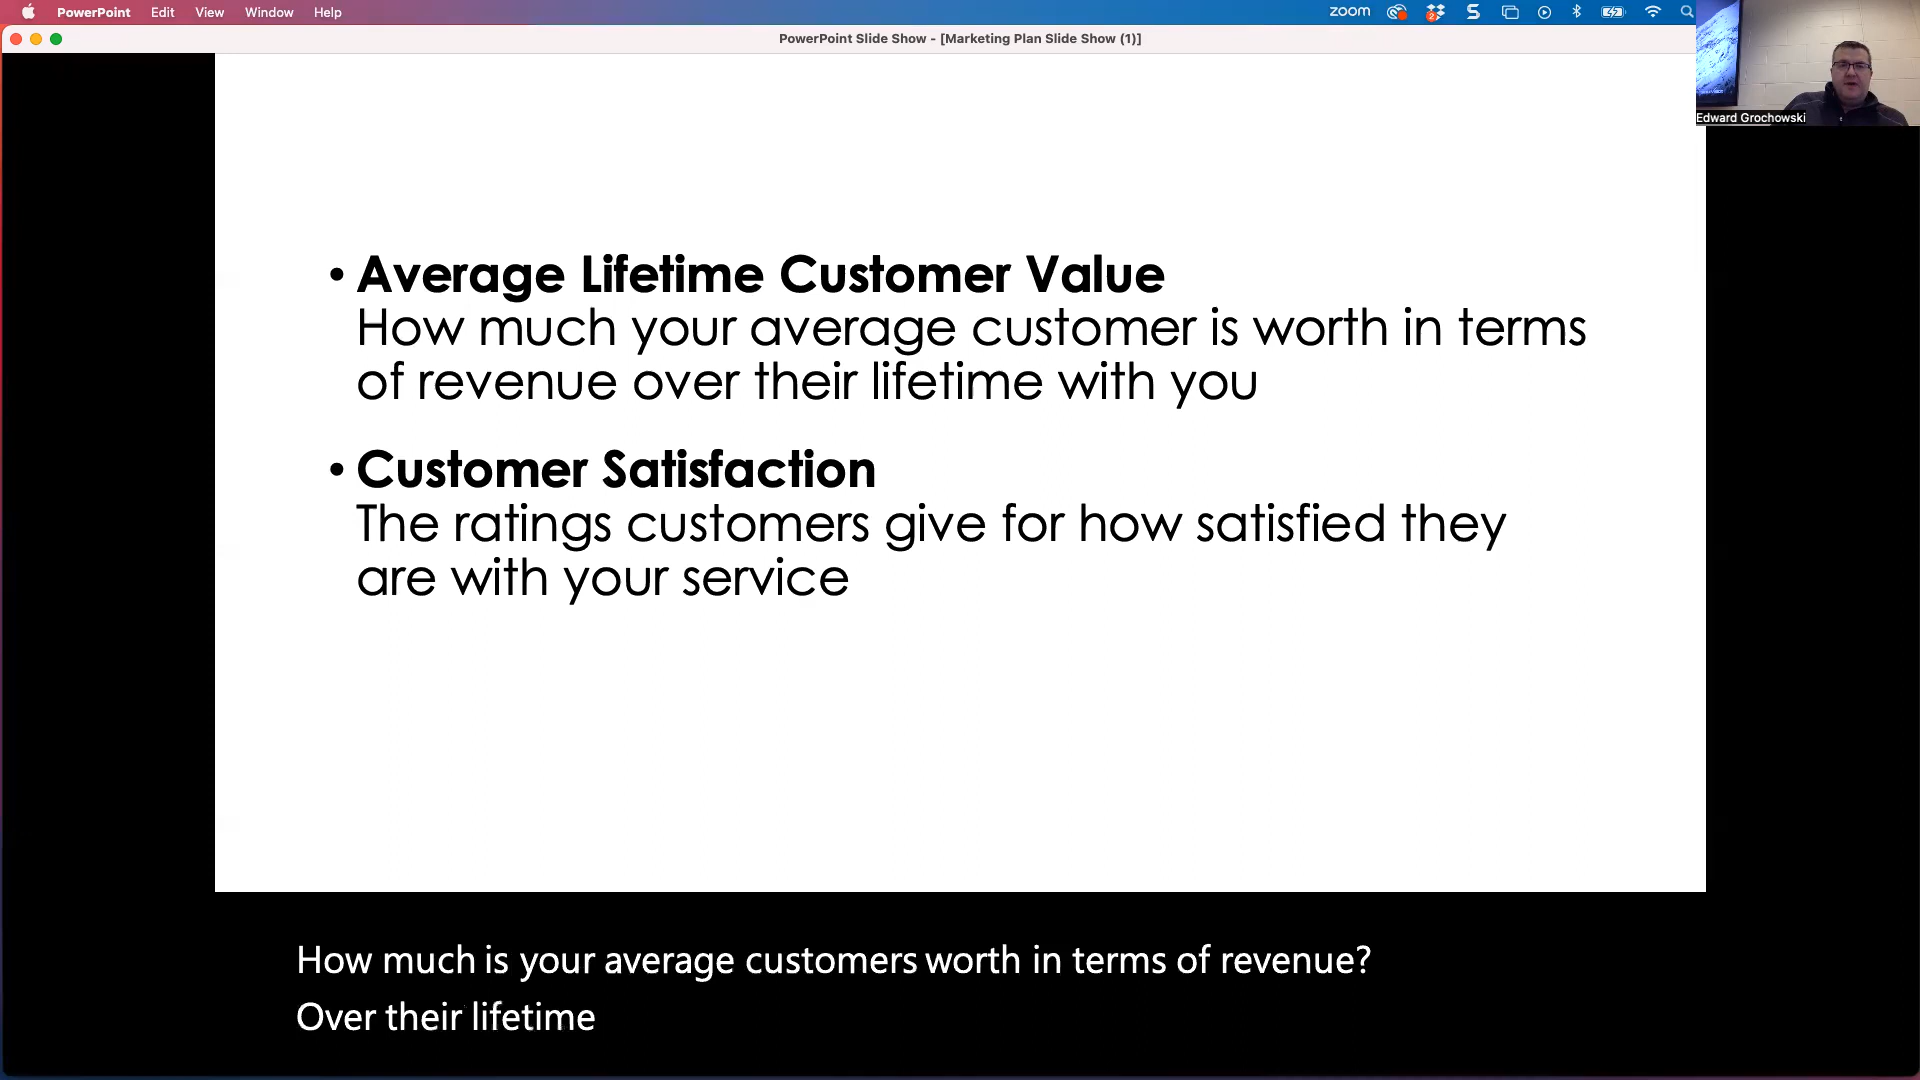 PowerPoint Edit View Window Help zoom 2
PowerPoint Slide Show - [Marketing Plan Slide Show (1)]
Edward Grochowski
• Average Lifetime Customer Value
How much your average customer is worth in terms
of revenue over their lifetime with you
• Customer Satisfaction
The ratings customers give for how satisfied they
are with your service
How much is your average customers worth in terms of revenue?
Over their lifetime